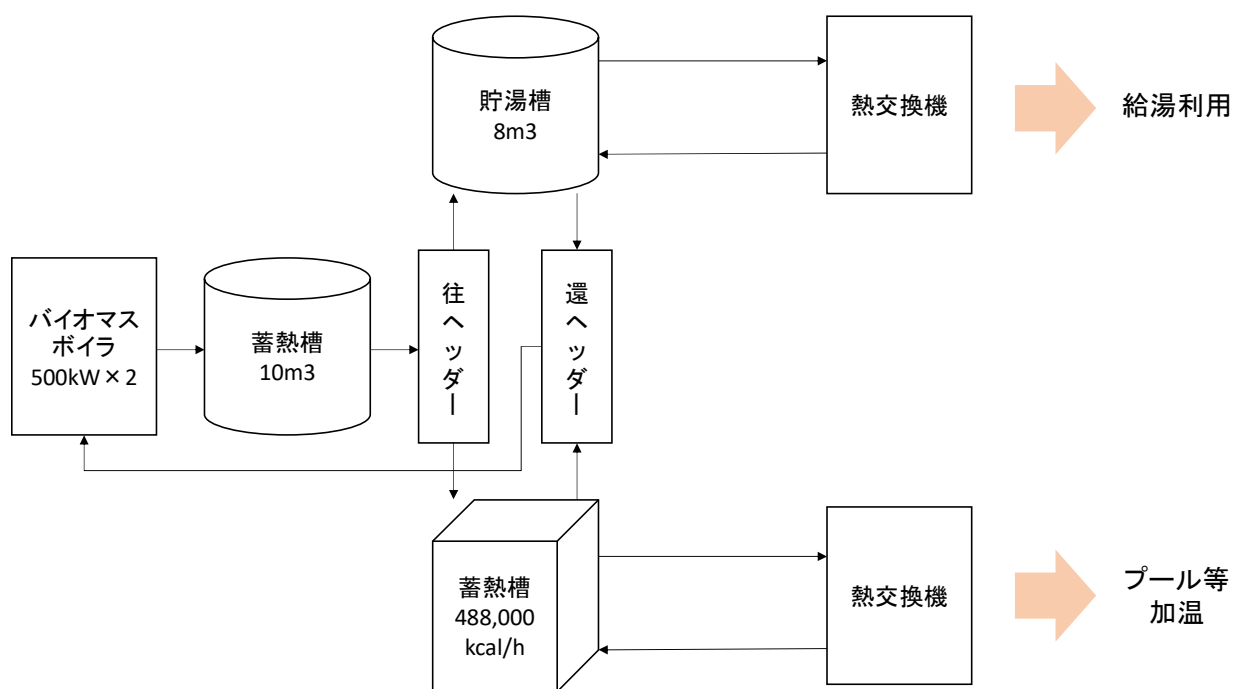 貯湯槽
8m3
熱交換機
給湯利用
バイオマス
ボイラ
500kW×2
蓄熱槽
10m3
往ヘッダー
還ヘッダー
蓄熱槽
488,000
kcal/h
熱交換機
プール等
加温